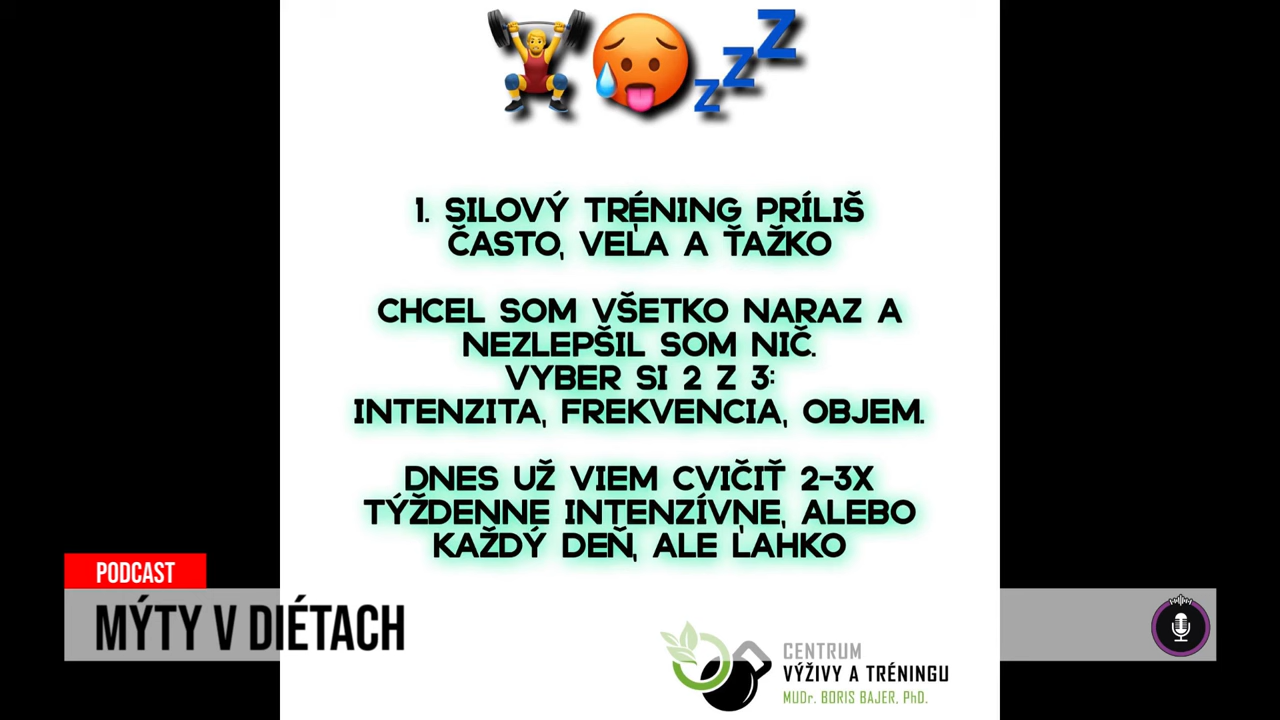 1. SILOVÝ TRÉNING PRÍLIŠ
ČASTO, VEĽA A ŤAŽKO
CHCEL SOM VŠETKO NARAZ A
NEZLEPŠIL SOM NIČ.
VYBER SI 2 Z 3:
INTENZITA, FREKVENCIA, OBJEM.
DNES UŽ VIEM CVIČIŤ 2-3X
TÝŽDENNE INTENZÍVNE, ALEBO
KAŽDÝ DEŇ, ALE ĽAHKO
PODCAST
MÝTY V DIÉTACH
CENTRUM
VÝŽIVY A TRÉNINGU
MUDr. BORIS BAJER, PhD.